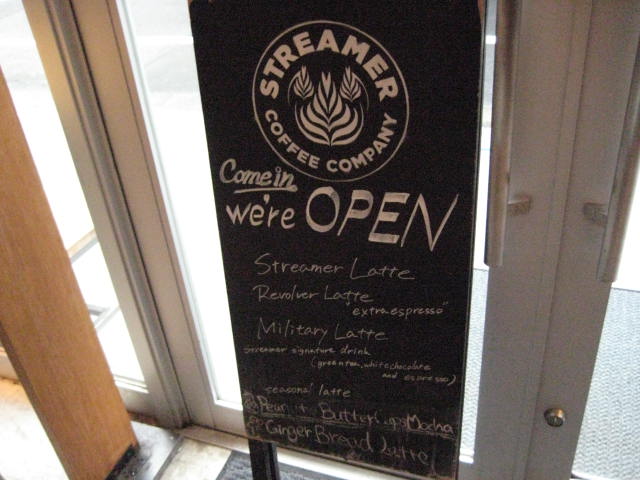 STREAMER
COFFEE COMPANY
Come in
we're OPEN
Streamer Latte
Revolver Latte
"extra espresso"
Military Latte
streamer signature drink
(green tea, white chocolate
and espresso)
seasonal latte
Peanut Butter Cups Mocha
Ginger Bread Latte